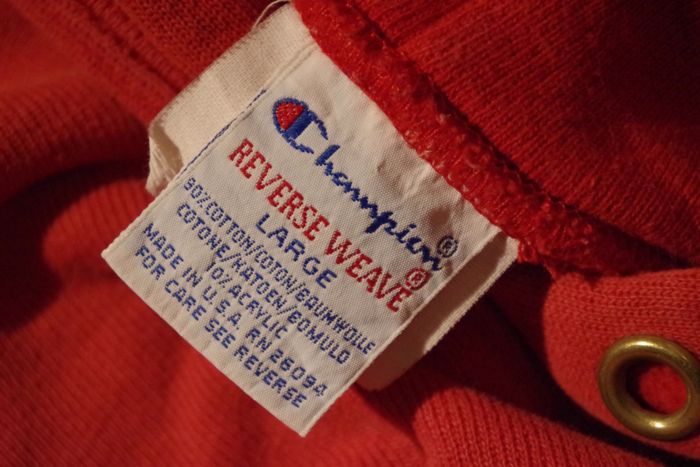 Champion®
REVERSE WEAVE®
LARGE
90%COTTON/COTON/BAUMWOLLE
COTONE/KATOEN/BOMULD
10%ACRYLIC
MADE IN U.S.A. RN 26094
FOR CARE SEE REVERSE